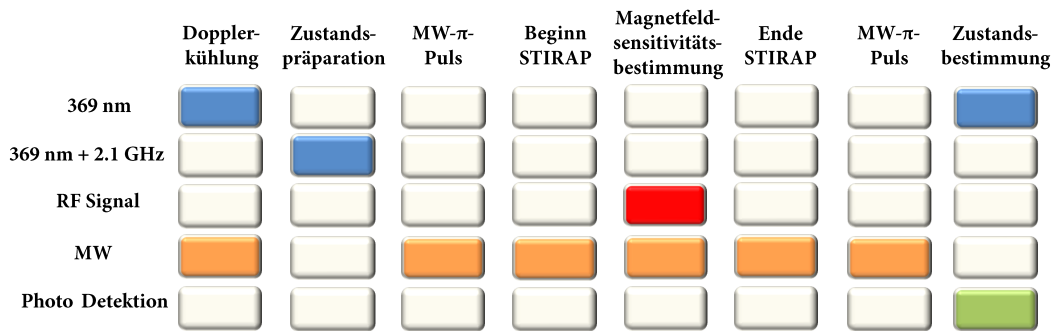 Doppler-
kühlung
Zustands-
präparation
MW-π-
Puls
Beginn
STIRAP
Magnetfeld-
sensitivitäts-
bestimmung
Ende
STIRAP
MW-π-
Puls
Zustands-
bestimmung
369 nm
369 nm + 2.1 GHz
RF Signal
MW
Photo Detektion